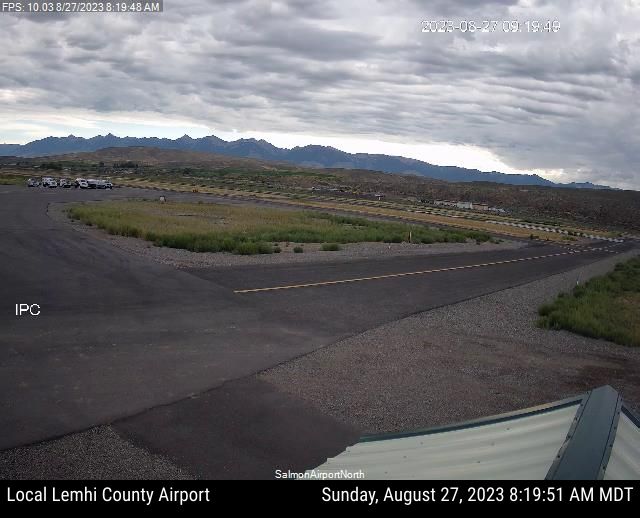 FPS: 10.03 8/27/2023 8:19:48 AM
2023-08-27 09:19:49
IPC
SalmonAirportNorth
Local Lemhi County Airport Sunday, August 27, 2023 8:19:51 AM MDT